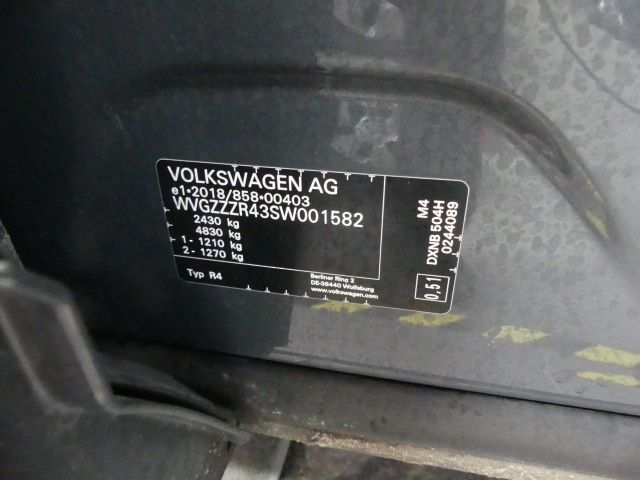 VOLKSWAGEN AG
e1*2018/858*00403
WVGZZZR43SW001582
2430 kg
4830 kg
1 - 1210 kg
2 - 1270 kg
Typ R4
Berliner Ring 2
DE-38440 Wolfsburg
www.volkswagen.com
M4
DXNB 504H
0244089
0,51